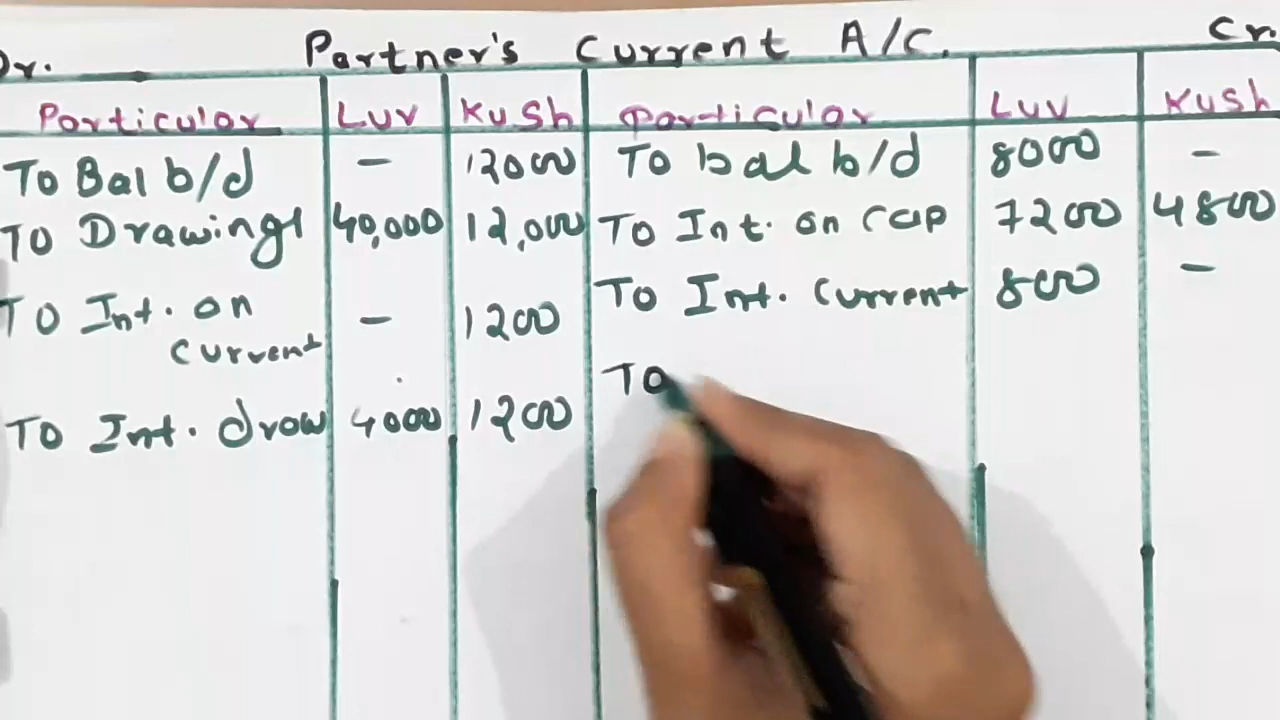 Dr. Partner's Current A/C. Cr.
Particular Luv Kush Particular Luv Kush
To Bal b/d - 12000 To bal b/d 8000 -
To Drawings 40,000 12,000 To Int. on cap 7200 4800
To Int. on current - 1200 To Int. Current 800 -
To Int. drow 4000 1200 To